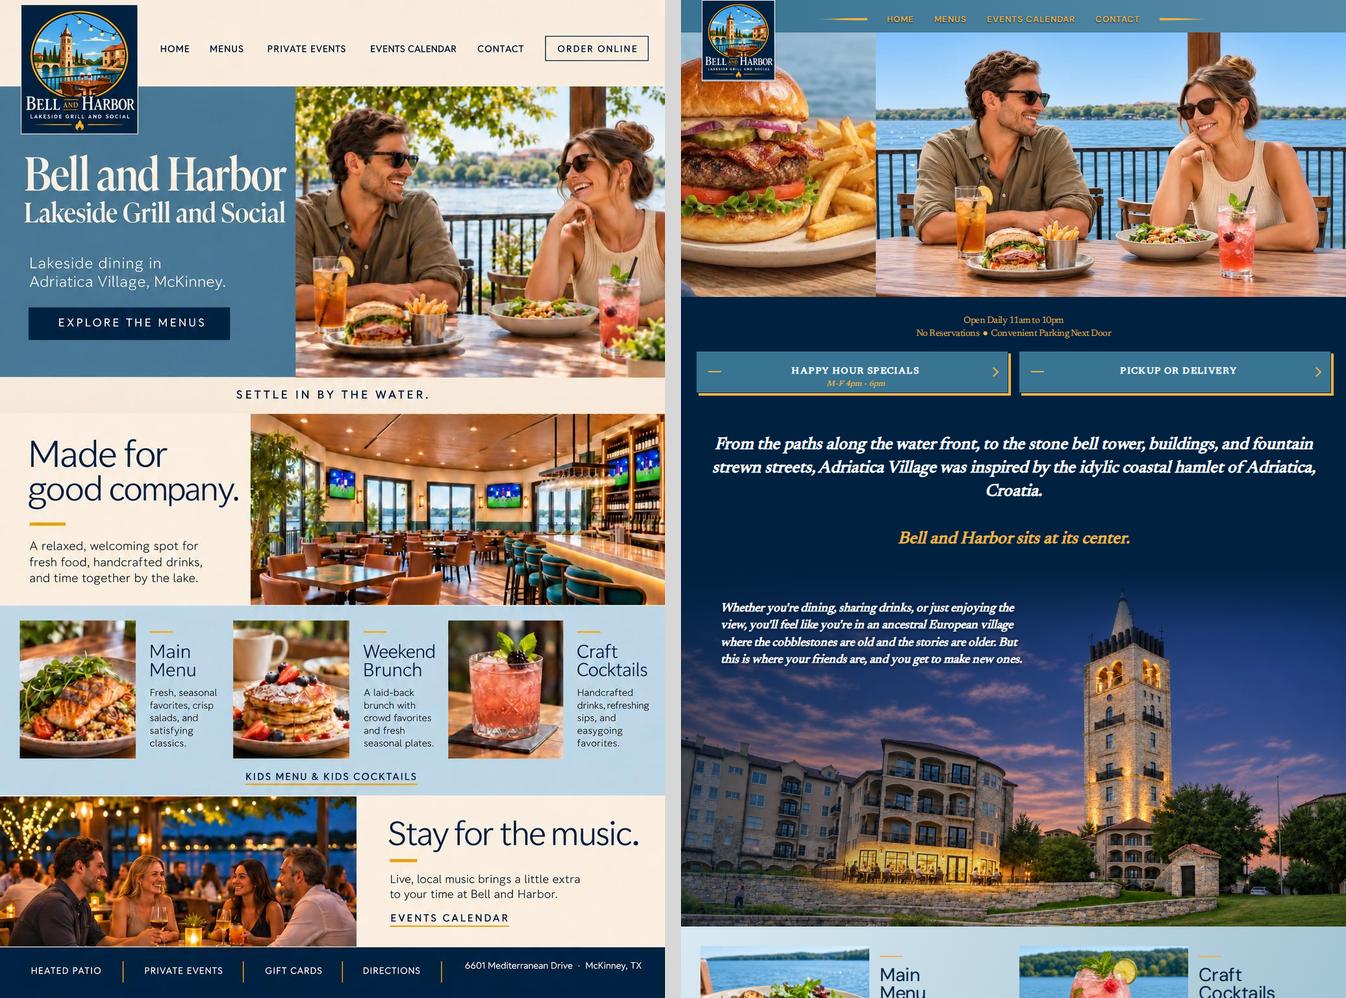 BELL AND HARBOR
LAKESIDE GRILL AND SOCIAL
HOME
MENUS
PRIVATE EVENTS
EVENTS CALENDAR
CONTACT
ORDER ONLINE
Bell and Harbor
Lakeside Grill and Social
Lakeside dining in
Adriatica Village, McKinney.
EXPLORE THE MENUS
SETTLE IN BY THE WATER.
Made for
good company.
A relaxed, welcoming spot for
fresh food, handcrafted drinks,
and time together by the lake.
Main
Menu
Fresh, seasonal
favorites, crisp
salads, and
satisfying
classics.
Weekend
Brunch
A laid-back
brunch with
crowd favorites
and fresh
seasonal plates.
Craft
Cocktails
Handcrafted
drinks, refreshing
sips, and
easygoing
favorites.
KIDS MENU & KIDS COCKTAILS
Stay for the music.
Live, local music brings a little extra
to your time at Bell and Harbor.
EVENTS CALENDAR
HEATED PATIO
PRIVATE EVENTS
GIFT CARDS
DIRECTIONS
6601 Mediterranean Drive · McKinney, TX
BELL AND HARBOR
LAKESIDE GRILL AND SOCIAL
HOME
MENUS
EVENTS CALENDAR
CONTACT
Open Daily 11am to 10pm
No Reservations ● Convenient Parking Next Door
HAPPY HOUR SPECIALS
M-F 4pm - 6pm
PICKUP OR DELIVERY
From the paths along the water front, to the stone bell tower, buildings, and fountain
strewn streets, Adriatica Village was inspired by the idylic coastal hamlet of Adriatica,
Croatia.
Bell and Harbor sits at its center.
Whether you're dining, sharing drinks, or just enjoying the
view, you'll feel like you're in an ancestral European village
where the cobblestones are old and the stories are older. But
this is where your friends are, and you get to make new ones.
Main
Menu
Craft
Cocktails